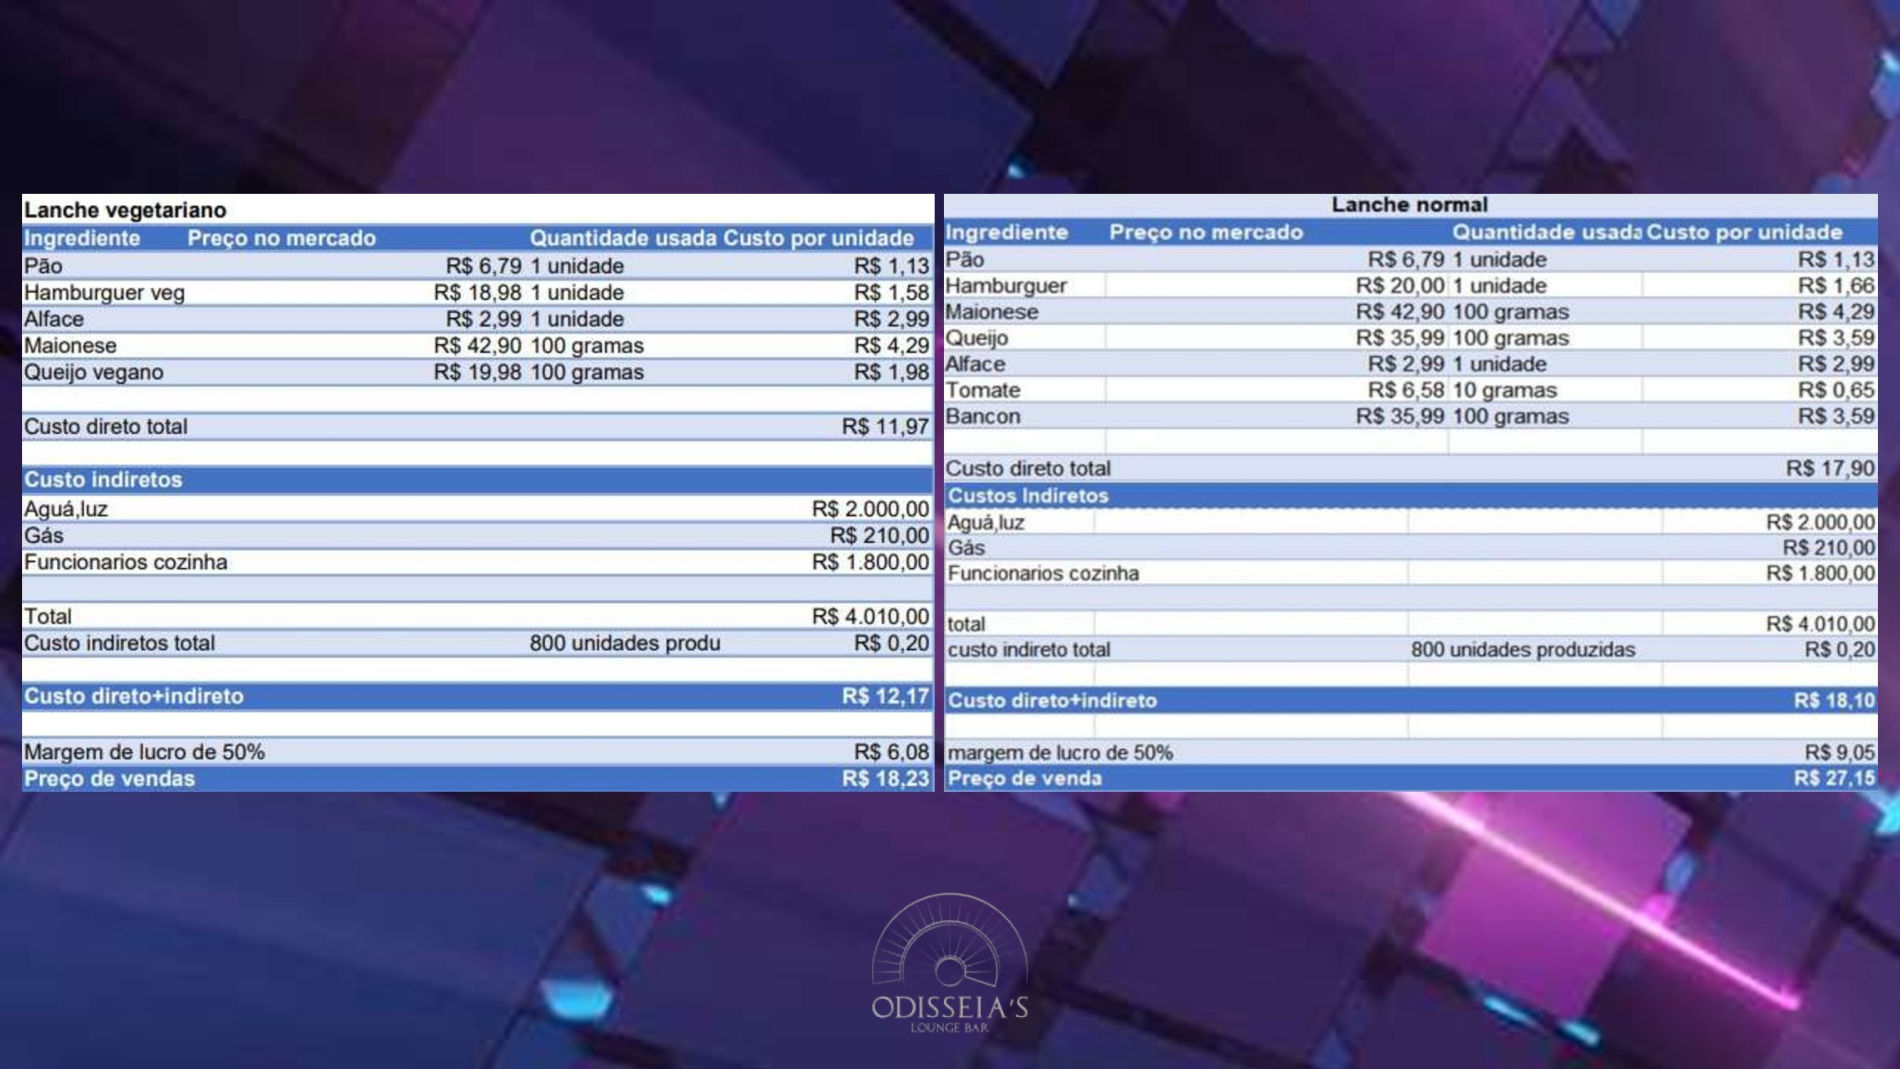 Lanche vegetariano
Ingrediente Preço no mercado Quantidade usada Custo por unidade
Pão R$ 6,79 1 unidade R$ 1,13
Hamburguer veg R$ 18,98 1 unidade R$ 1,58
Alface R$ 2,99 1 unidade R$ 2,99
Maionese R$ 42,90 100 gramas R$ 4,29
Queijo vegano R$ 19,98 100 gramas R$ 1,98
Custo direto total R$ 11,97
Custo indiretos
Aguá,luz R$ 2.000,00
Gás R$ 210,00
Funcionarios cozinha R$ 1.800,00
Total R$ 4.010,00
Custo indiretos total 800 unidades produ R$ 0,20
Custo direto+indireto R$ 12,17
Margem de lucro de 50% R$ 6,08
Preço de vendas R$ 18,23
Lanche normal
Ingrediente Preço no mercado Quantidade usada Custo por unidade
Pão R$ 6,79 1 unidade R$ 1,13
Hamburguer R$ 20,00 1 unidade R$ 1,66
Maionese R$ 42,90 100 gramas R$ 4,29
Queijo R$ 35,99 100 gramas R$ 3,59
Alface R$ 2,99 1 unidade R$ 2,99
Tomate R$ 6,58 10 gramas R$ 0,65
Bancon R$ 35,99 100 gramas R$ 3,59
Custo direto total R$ 17,90
Custos Indiretos
Aguá,luz R$ 2.000,00
Gás R$ 210,00
Funcionarios cozinha R$ 1.800,00
total R$ 4.010,00
custo indireto total 800 unidades produzidas R$ 0,20
Custo direto+indireto R$ 18,10
margem de lucro de 50% R$ 9,05
Preço de venda R$ 27,15
ODISSEIA'S
LOUNGE BAR